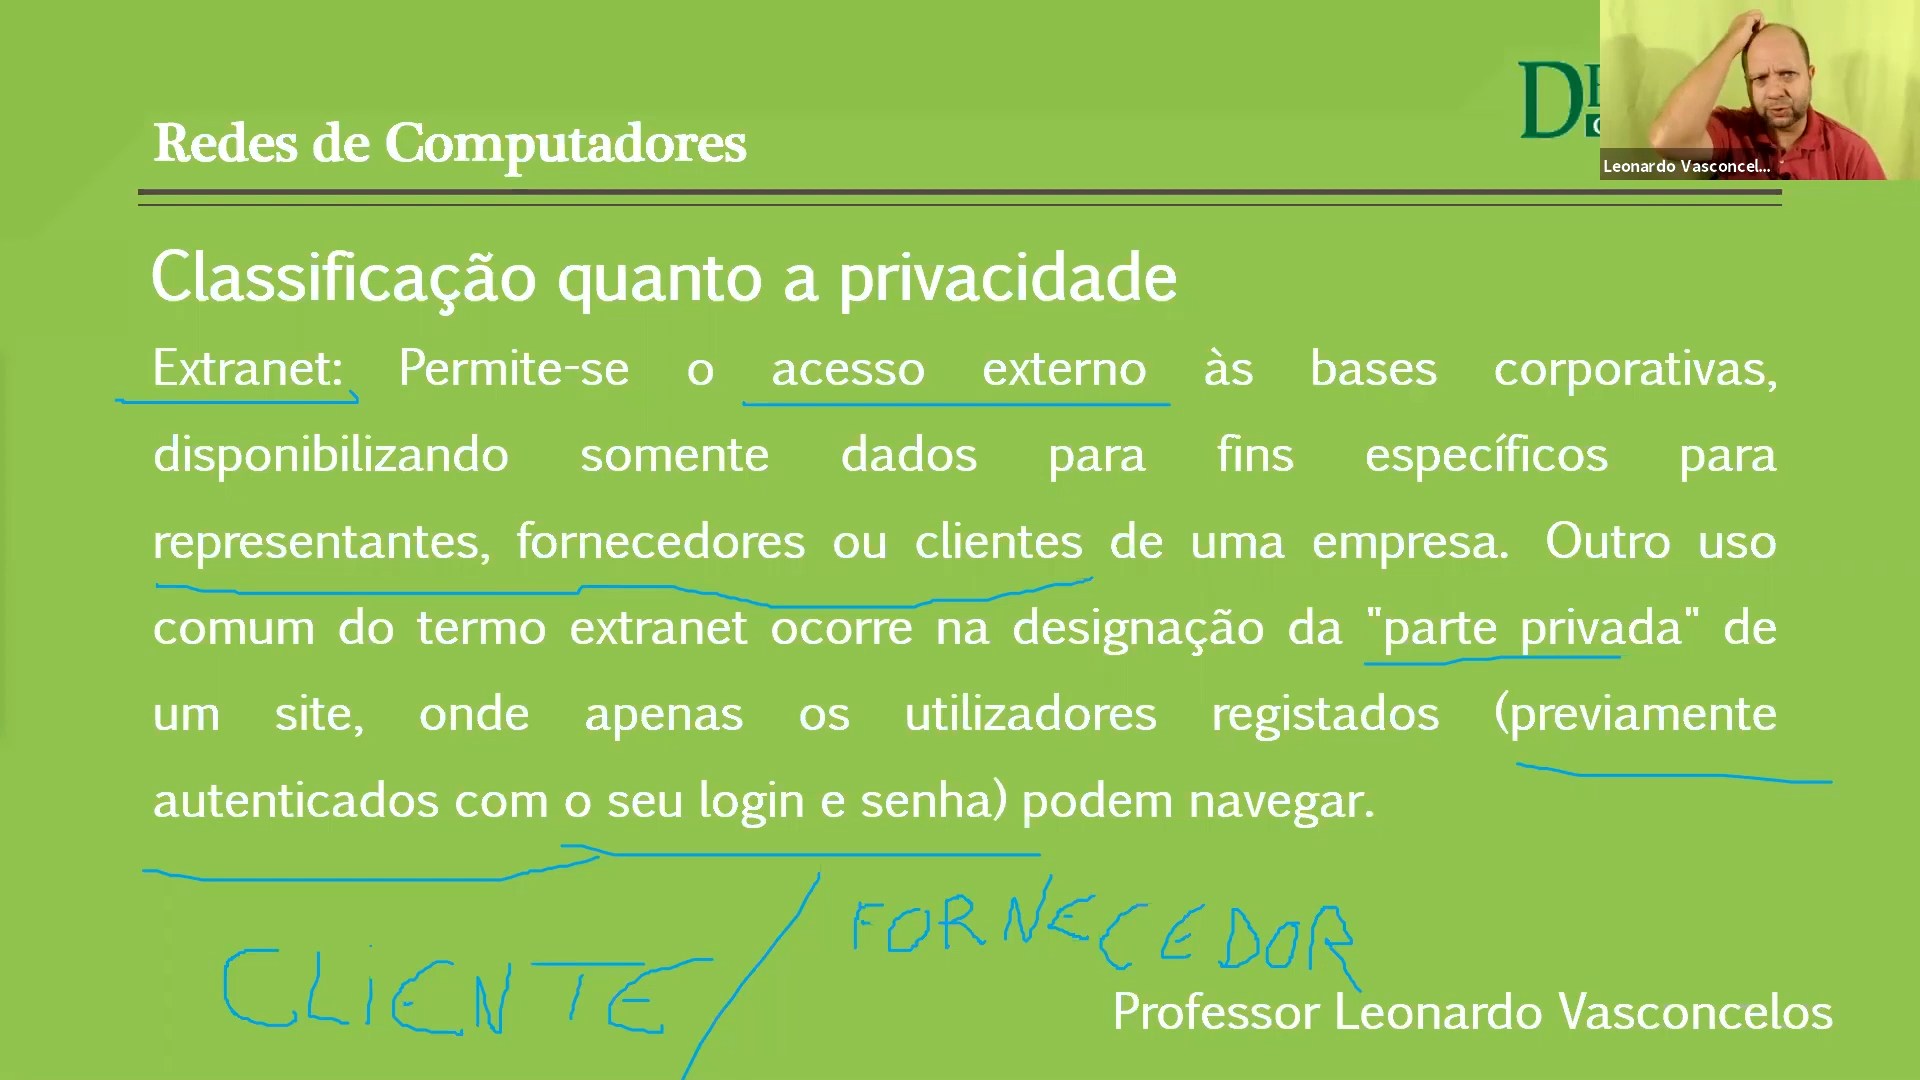 Redes de Computadores
Leonardo Vasconcel...
Classificação quanto a privacidade
Extranet: Permite-se o acesso externo às bases corporativas,
disponibilizando somente dados para fins específicos para
representantes, fornecedores ou clientes de uma empresa. Outro uso
comum do termo extranet ocorre na designação da "parte privada" de
um site, onde apenas os utilizadores registados (previamente
autenticados com o seu login e senha) podem navegar.
CLiENTE / FORNECEDOR
Professor Leonardo Vasconcelos